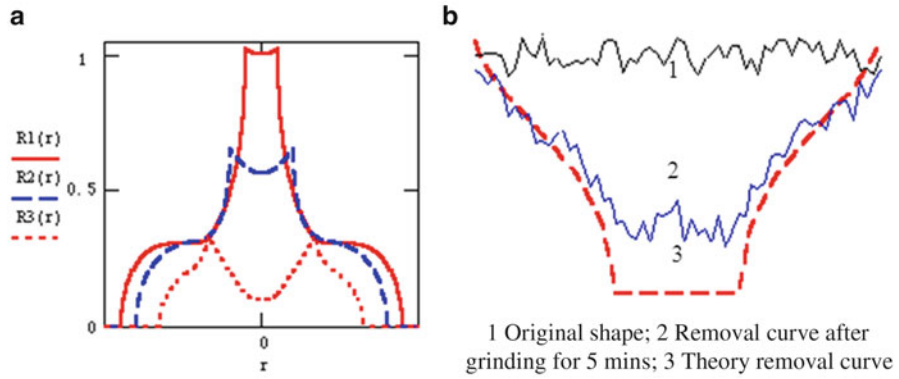 a
1
R1(r)
R2(r)
0.5
R3(r)
0
0
r
b
1
2
3
1 Original shape; 2 Removal curve after
grinding for 5 mins; 3 Theory removal curve